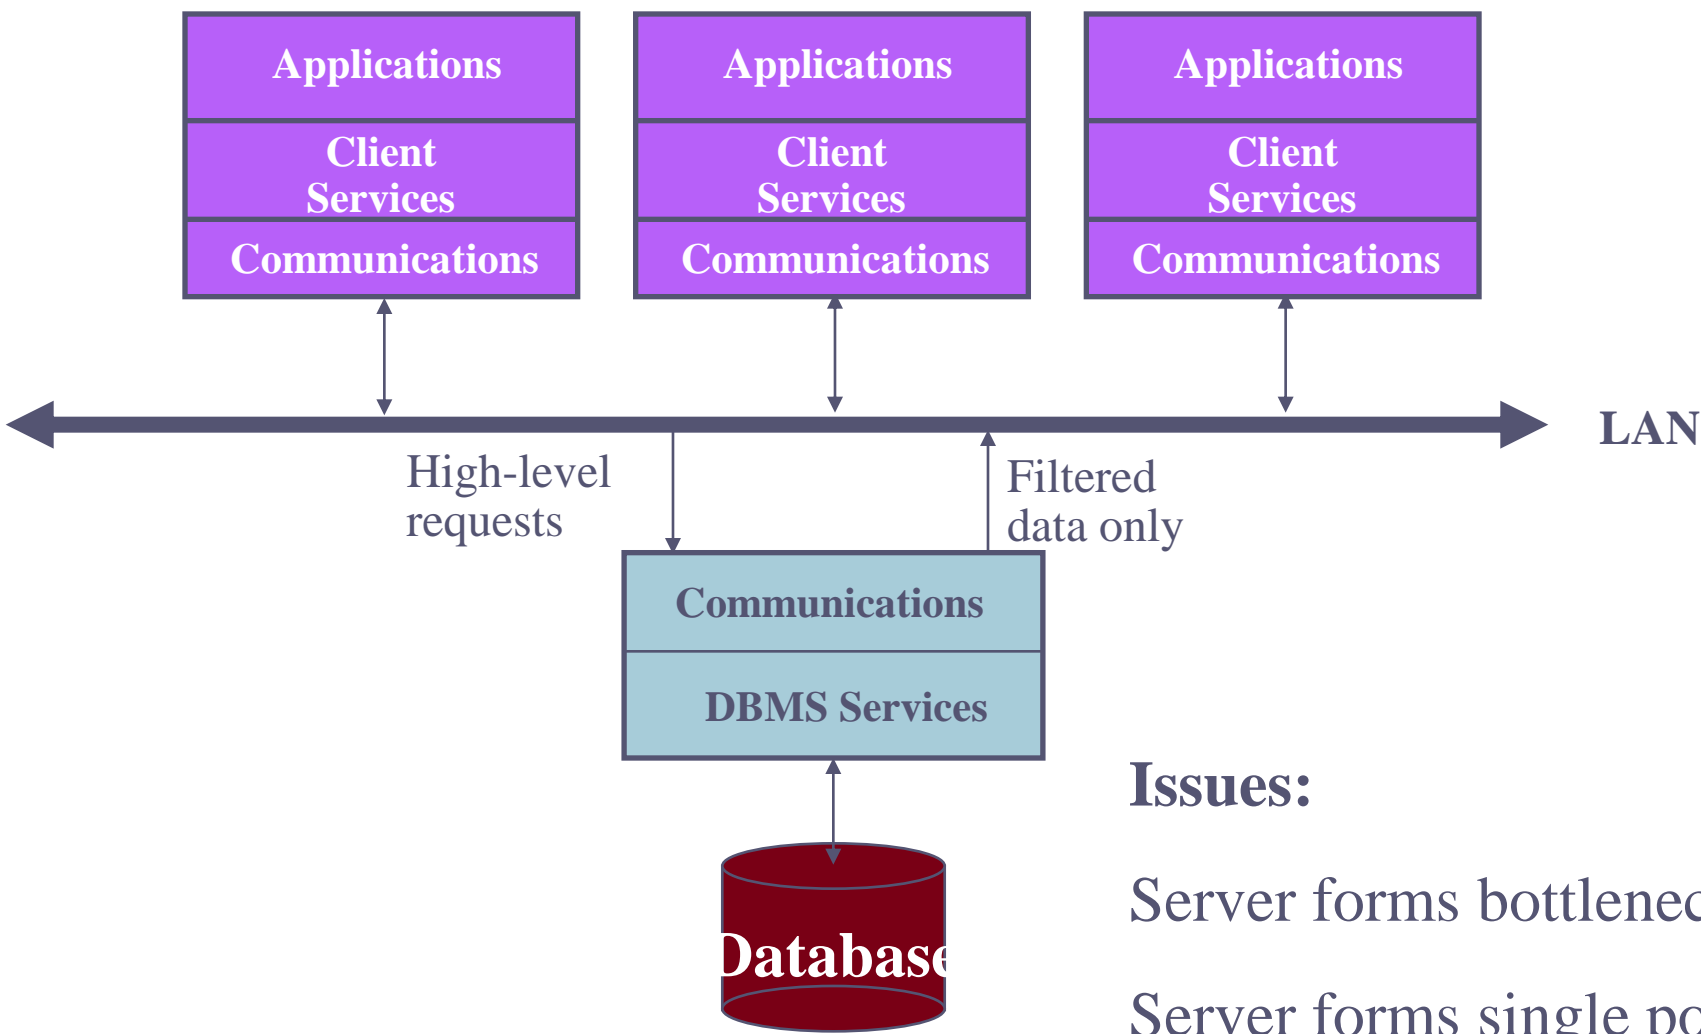 Applications
Applications
Applications
Client
Services
Client
Services
Client
Services
Communications
Communications
Communications
LAN
High-level
requests
Filtered
data only
Communications
DBMS Services
Issues:
Server forms
Database
Server forms single